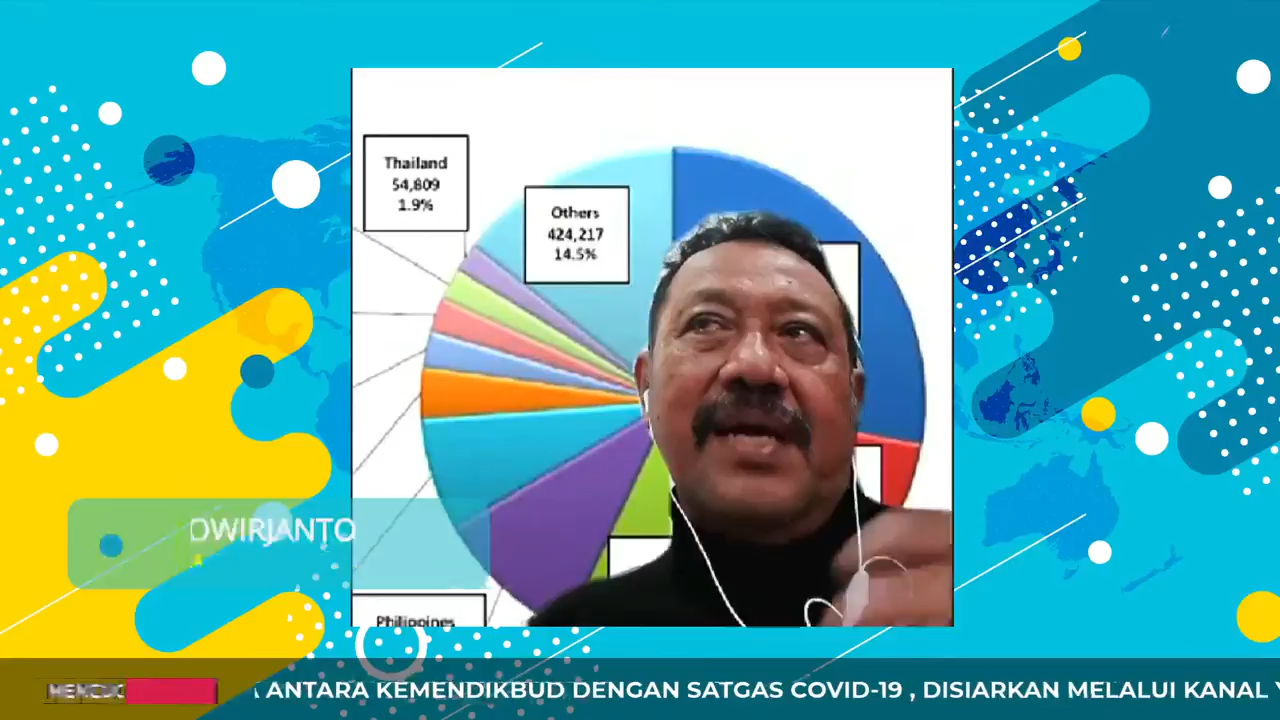 Thailand
54,809
1.9%
Others
424,217
14.5%
OWIRJANTO
A
Philippines
ANTARA KEMENDIKBUD DENGAN SATGAS COVID-19 , DISIARKAN MELALUI KANAL